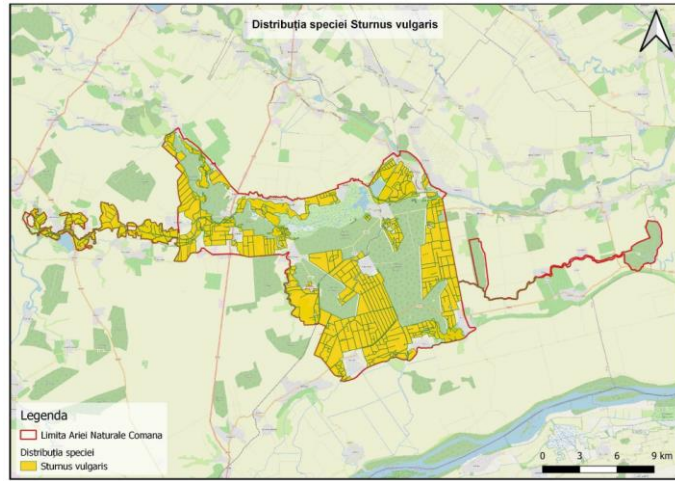 Distribuția speciei Sturnus vulgaris
Legenda
Limita Ariei Naturale Comana
Distribuția
speciei
Sturnus vulgaris
0 3 6 9 km